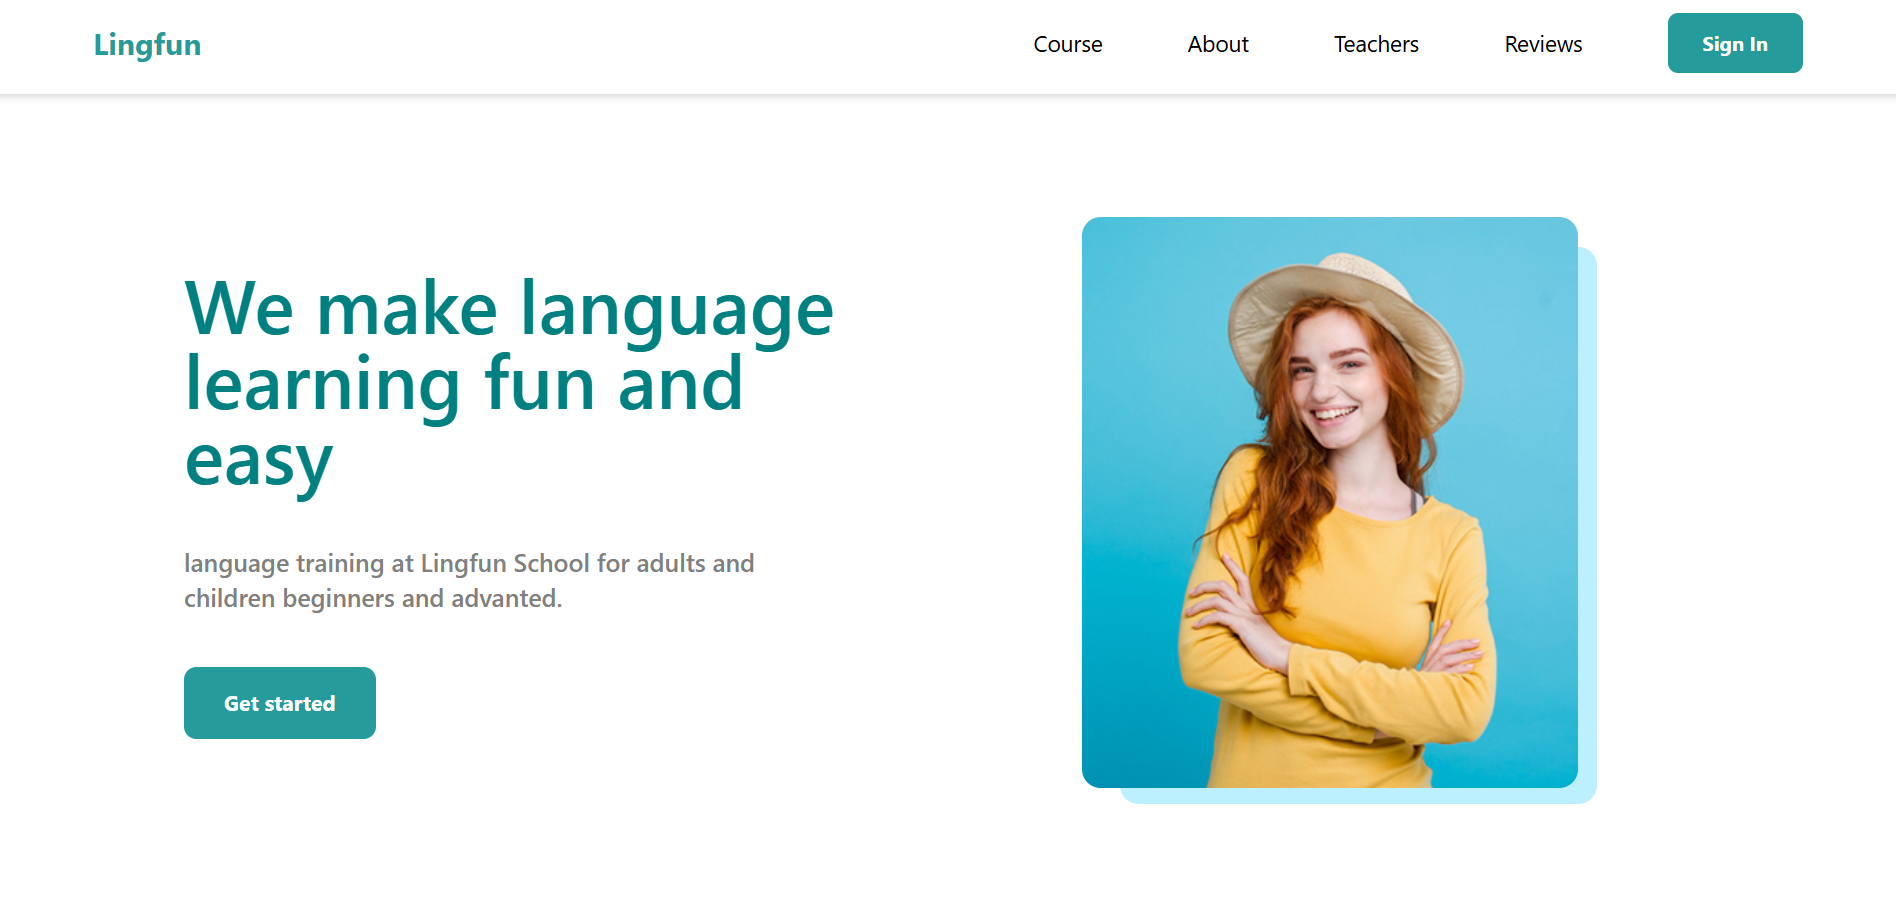 Lingfun
Course
About
Teachers
Reviews
Sign In
We make language
learning fun and
easy
language training at Lingfun School for adults and
children beginners and advanted.
Get started